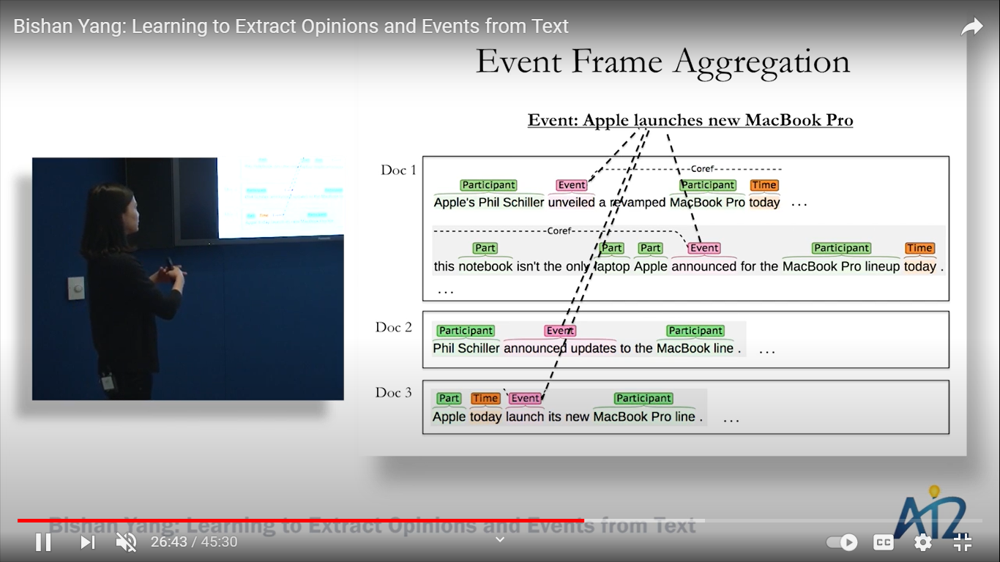 Bishan Yang: Learning to Extract Opinions and Events from Text
Event Frame Aggregation
Event: Apple launches new MacBook Pro
Doc 1
Coref
Participant Event Participant Time
Apple's Phil Schiller unveiled a revamped MacBook Pro today ...
Coref
Part Part Part Event Participant Time
this notebook isn't the only laptop Apple announced for the MacBook Pro lineup today .
...
Doc 2
Participant Event Participant
Phil Schiller announced updates to the MacBook line . ...
Doc 3
Part Time Event Participant
Apple today launch its new MacBook Pro line . ...
AI2
Bishan Yang: Learning to Extract Opinions and Events from Text
26:43 / 45:30
CC